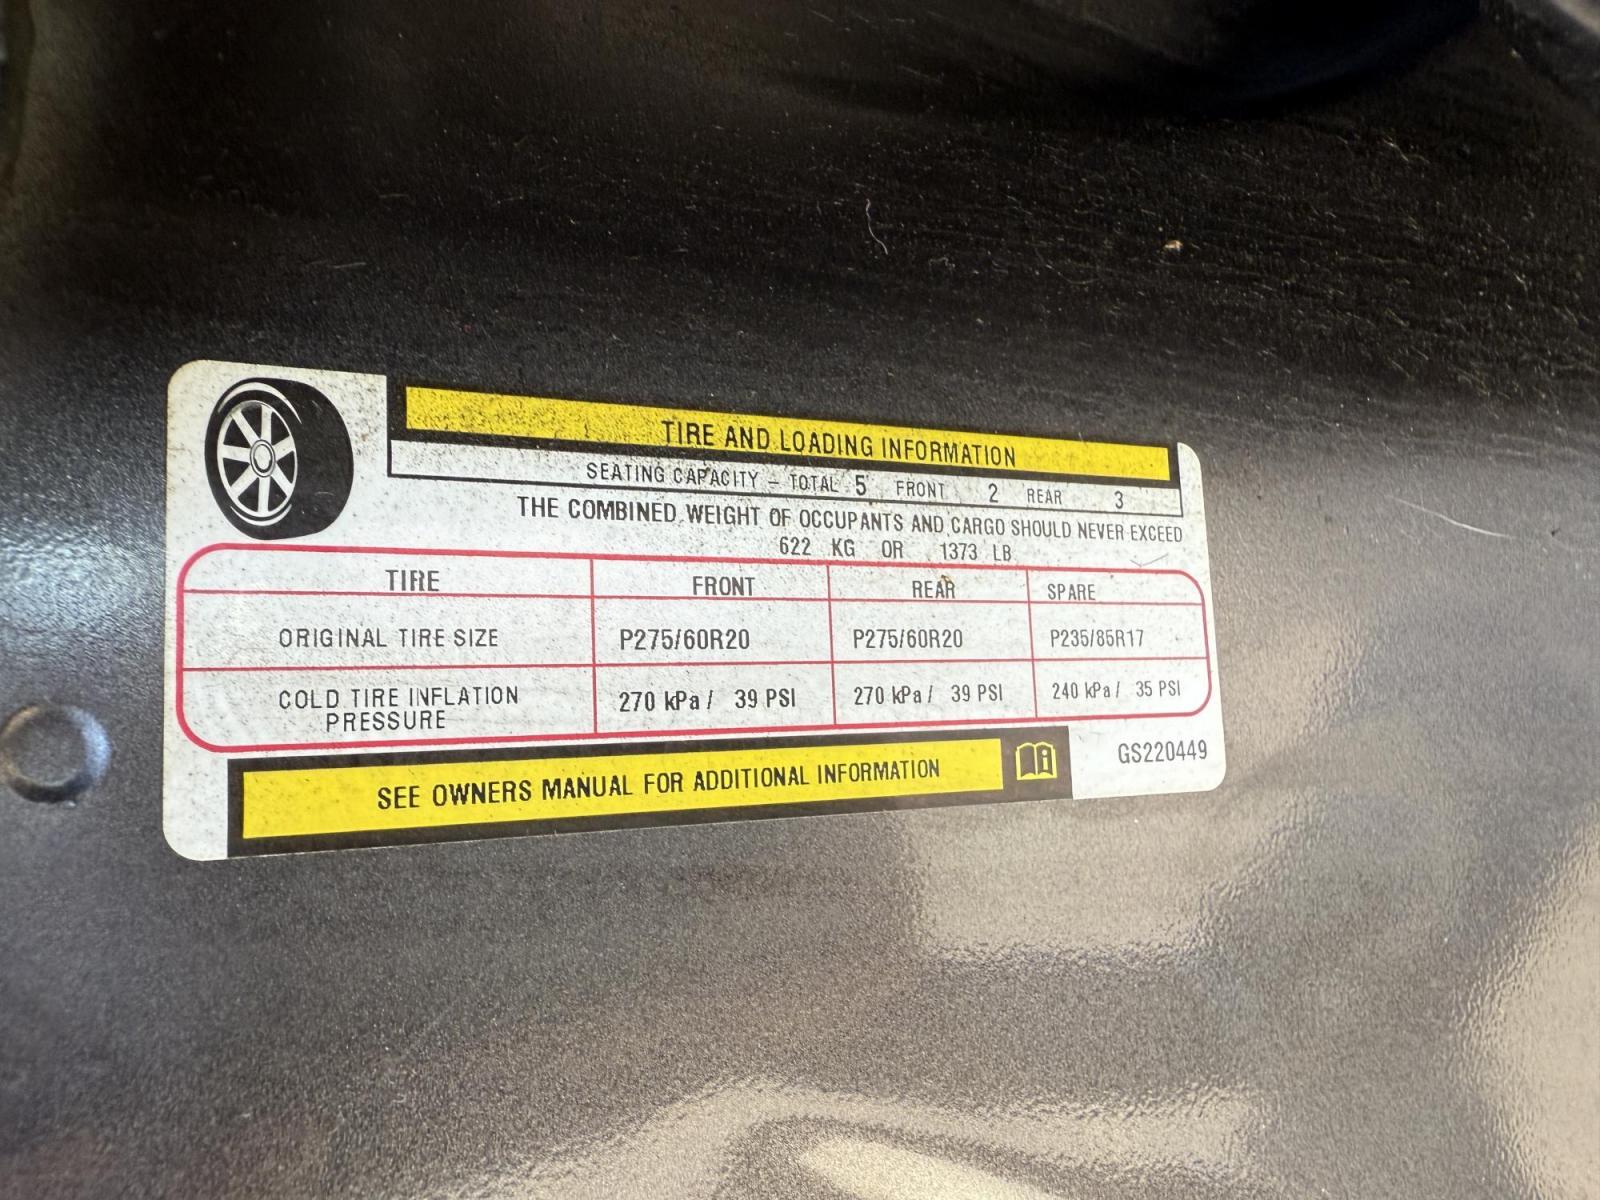 TIRE AND LOADING INFORMATION
SEATING CAPACITY – TOTAL 5 FRONT 2 REAR 3
THE COMBINED WEIGHT OF OCCUPANTS AND CARGO SHOULD NEVER EXCEED
622 KG OR 1373 LB
TIRE FRONT REAR SPARE
ORIGINAL TIRE SIZE P275/60R20 P275/60R20 P235/85R17
COLD TIRE INFLATION PRESSURE 270 kPa / 39 PSI 270 kPa / 39 PSI 240 kPa / 35 PSI
SEE OWNERS MANUAL FOR ADDITIONAL INFORMATION
GS220449